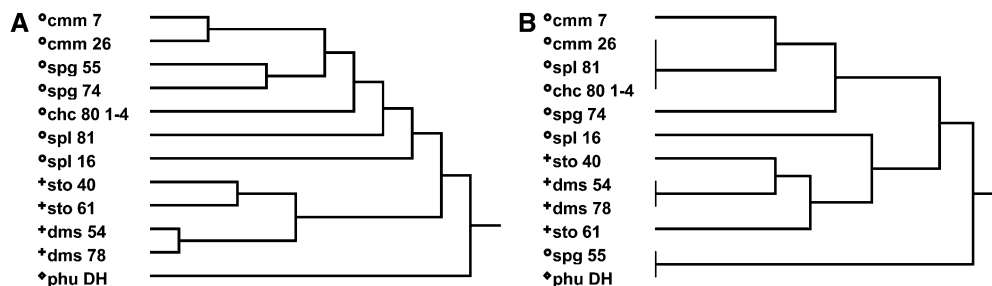 A
°cmm 7
°cmm 26
°spg 55
°spg 74
°chc 80 1-4
°spl 81
°spl 16
+sto 40
+sto 61
+dms 54
+dms 78
◆phu DH
B
°cmm 7
°cmm 26
°spl 81
°chc 80 1-4
°spg 74
°spl 16
+sto 40
+dms 54
+dms 78
+sto 61
°spg 55
◆phu DH